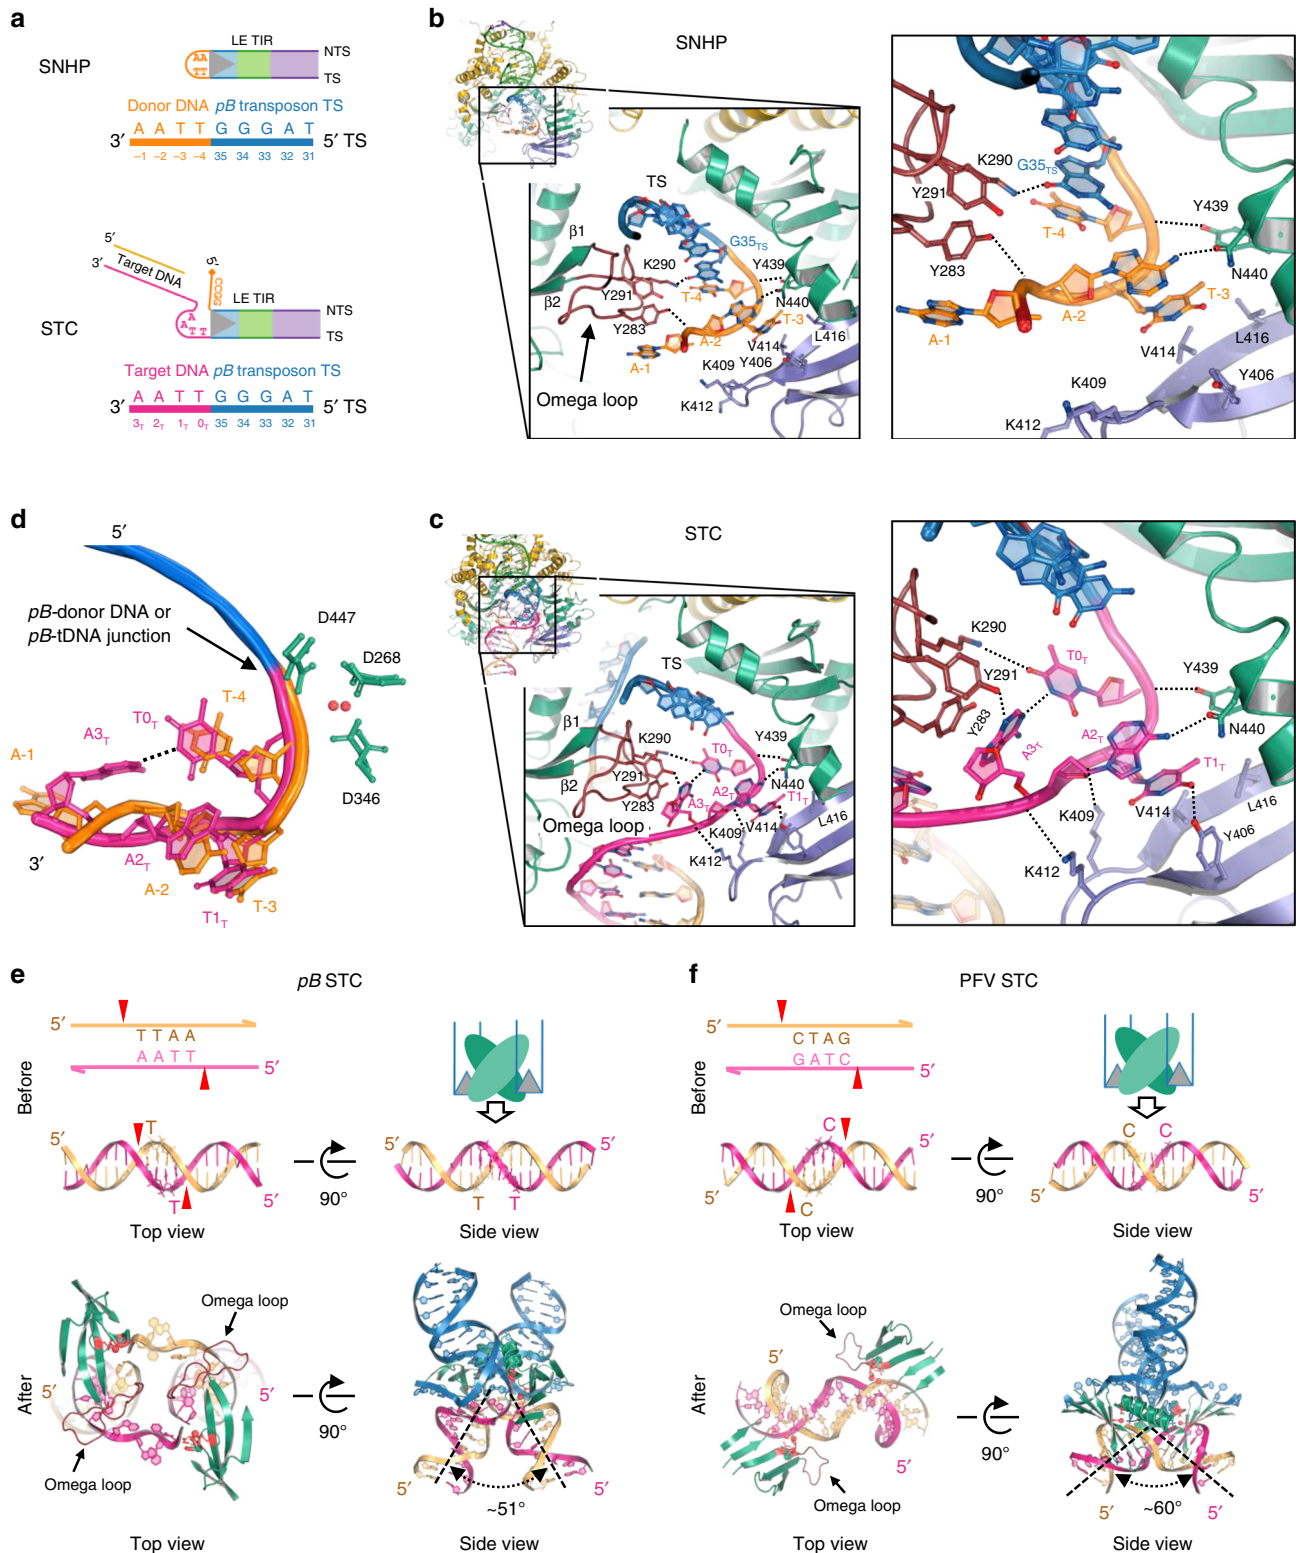 a
SNHP
LE TIR
NTS
TS
AA
TT
Donor DNA pB transposon TS
3′ A A T T G G G A T 5′ TS
–1 –2 –3 –4 35 34 33 32 31
STC
5′
3′
Target DNA
5′
CCGG
LE TIR
NTS
TS
A
A T T
Target DNA pB transposon TS
3′ A A T T G G G A T 5′ TS
3T 2T 1T 0T 35 34 33 32 31
b
SNHP
TS
β1
β2
K290
Y291
Y283
G35TS
Y439
N440
T-4
T-3
A-2
A-1
V414
L416
Y406
K409
K412
Omega loop
K290
G35TS
Y291
Y283
T-4
Y439
N440
T-3
A-2
A-1
L416
V414
Y406
K409
K412
d
5′
pB-donor DNA or
pB-tDNA junction
D447
D268
D346
T-4
T0T
A3T
A-1
3′
A2T
A-2
T1T
T-3
c
STC
TS
β1
β2
K290
Y291
Y283
Y439
N440
T0T
A2T
A3T
T1T
Omega loop
K409
V414
L416
K412
K290
Y291
Y283
T0T
Y439
N440
A2T
A3T
T1T
L416
V414
K409
Y406
K412
e
pB STC
Before
5′
T T A A
A A T T
5′
5′
T
T
5′
90°
5′
T T
5′
Top view
Side view
After
Omega loop
5′
5′
Omega loop
90°
5′
5′
~51°
Top view
Side view
f
PFV STC
Before
5′
C T A G
G A T C
5′
C
5′
C
5′
90°
C C
5′
5′
Top view
Side view
After
Omega loop
5′
5′
Omega loop
90°
5′
~60°
5′
Top view
Side view